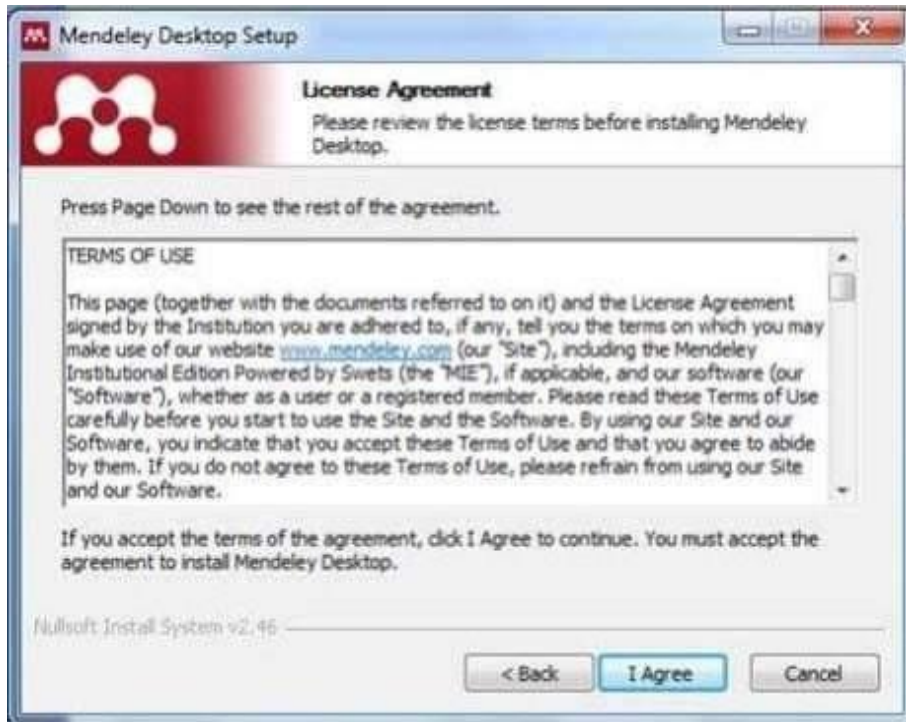 Mendeley Desktop Setup
License Agreement
Please review the license terms before installing Mendeley
Desktop.
Press Page Down to see the rest of the agreement.
TERMS OF USE
This page (together with the documents referred to on it) and the License Agreement
signed by the Institution you are adhered to, if any, tell you the terms on which you may
make use of our website www.mendeley.com (our "Site"), including the Mendeley
Institutional Edition Powered by Swets (the "MIE"), if applicable, and our software (our
"Software"), whether as a user or a registered member. Please read these Terms of Use
carefully before you start to use the Site and the Software. By using our Site and our
Software, you indicate that you accept these Terms of Use and that you agree to abide
by them. If you do not agree to these Terms of Use, please refrain from using our Site
and our Software.
If you accept the terms of the agreement, click I Agree to continue. You must accept the
agreement to install Mendeley Desktop.
Nullsoft Install System v2.46
< Back I Agree Cancel